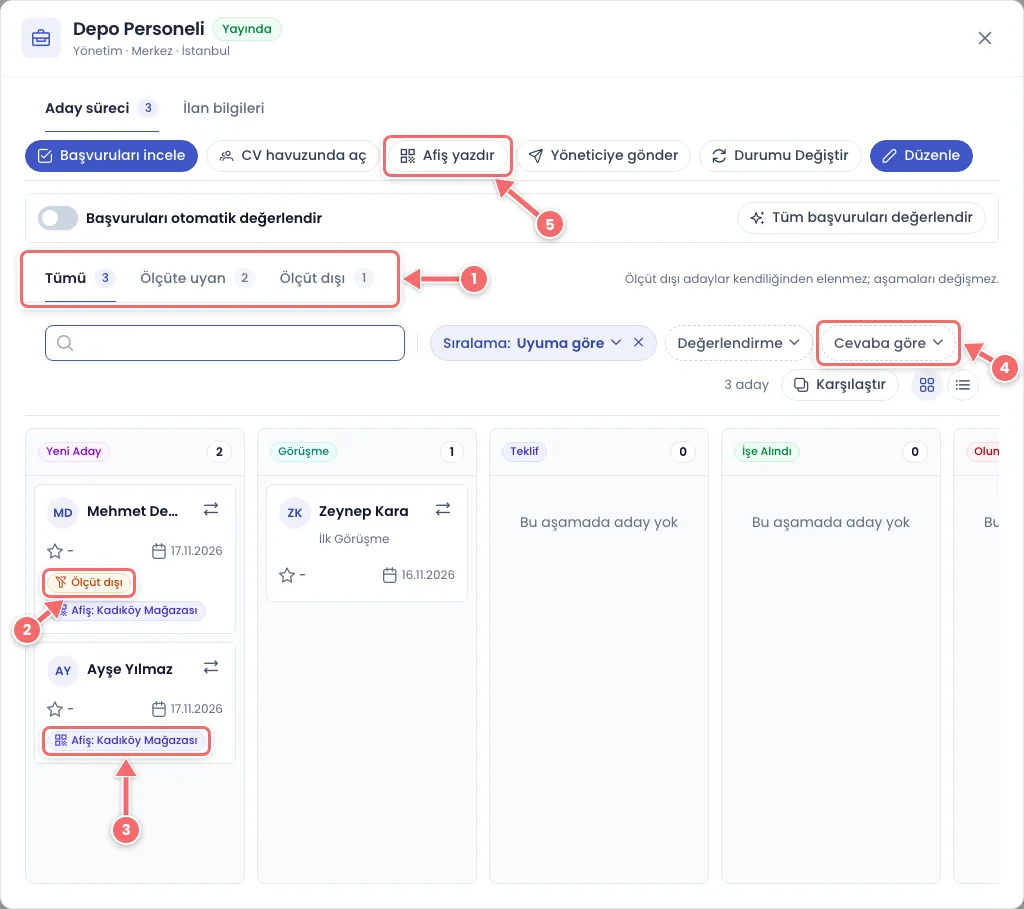 Depo Personeli Yayında
Yönetim · Merkez · İstanbul
Aday süreci 3 İlan bilgileri
Başvuruları incele CV havuzunda aç Afiş yazdır Yöneticiye gönder Durumu Değiştir Düzenle
Başvuruları otomatik değerlendir Tüm başvuruları değerlendir
5
Tümü 3 Ölçüte uyan 2 Ölçüt dışı 1
1
Ölçüt dışı adaylar kendiliğinden elenmez; aşamaları değişmez.
Sıralama: Uyuma göre Değerlendirme Cevaba göre
4
3 aday Karşılaştır
Yeni Aday 2
MD Mehmet De...
- 17.11.2026
Ölçüt dışı
Afiş: Kadıköy Mağazası
2
AY Ayşe Yılmaz
- 17.11.2026
Afiş: Kadıköy Mağazası
3
Görüşme 1
ZK Zeynep Kara
İlk Görüşme
- 16.11.2026
Teklif 0
Bu aşamada aday yok
İşe Alındı 0
Bu aşamada aday yok
Olun
Bu